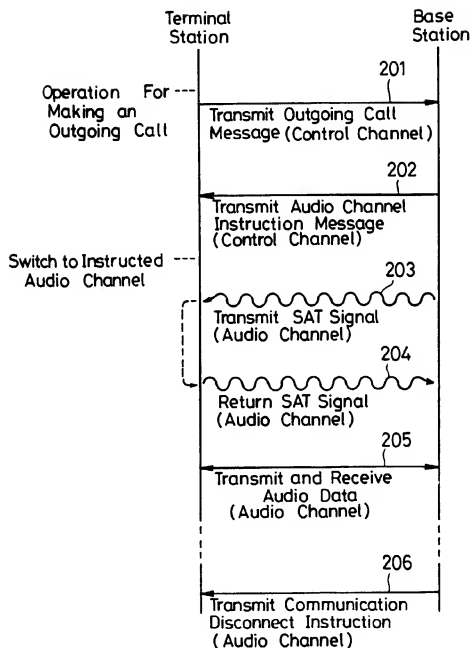 Terminal
Station
Base
Station
Operation For
Making an
Outgoing Call
201
Transmit Outgoing Call
Message (Control Channel)
202
Transmit Audio Channel
Instruction Message
(Control Channel)
Switch to Instructed
Audio Channel
203
Transmit SAT Signal
(Audio Channel)
204
Return SAT Signal
(Audio Channel)
205
Transmit and Receive
Audio Data
(Audio Channel)
206
Transmit Communication
Disconnect Instruction
(Audio Channel)